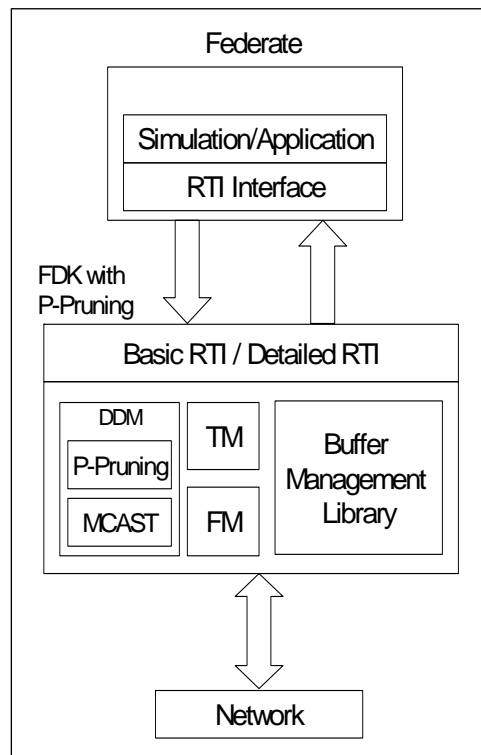 Federate
Simulation/Application
RTI Interface
FDK with
P-Pruning
Basic RTI / Detailed RTI
DDM
P-Pruning
MCAST
TM
FM
Buffer
Management
Library
Network